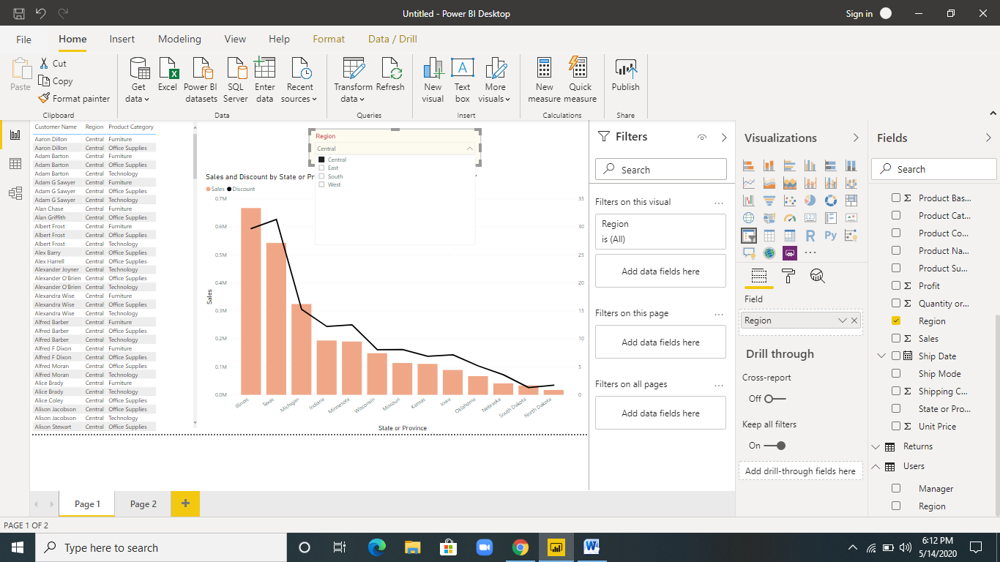 Untitled - Power BI Desktop
Sign in
File Home Insert Modeling View Help Format Data / Drill
Paste
Cut
Copy
Format painter
Clipboard
Get data
Excel
Power BI datasets
SQL Server
Enter data
Recent sources
Data
Transform data
Refresh
Queries
New visual
Text box
More visuals
Insert
New measure
Quick measure
Calculations
Publish
Share
Customer Name Region Product Category
Aaron Dillon Central Furniture
Aaron Dillon Central Office Supplies
Adam Barton Central Furniture
Adam Barton Central Office Supplies
Adam Barton Central Technology
Adam G Sawyer Central Furniture
Adam G Sawyer Central Office Supplies
Adam G Sawyer Central Technology
Alan Chase Central Furniture
Alan Griffith Central Office Supplies
Albert Frost Central Furniture
Albert Frost Central Office Supplies
Albert Frost Central Technology
Alex Barry Central Office Supplies
Alex Harrell Central Office Supplies
Alexander Joyner Central Technology
Alexander O'Brien Central Office Supplies
Alexander O'Brien Central Technology
Alexandra Wise Central Furniture
Alexandra Wise Central Office Supplies
Alexandra Wise Central Technology
Alfred Barber Central Furniture
Alfred Barber Central Office Supplies
Alfred Barber Central Technology
Alfred F Dixon Central Furniture
Alfred F Dixon Central Office Supplies
Alfred Moran Central Office Supplies
Alfred Moran Central Technology
Alice Brady Central Furniture
Alice Brady Central Technology
Alice Coley Central Office Supplies
Alison Jacobson Central Office Supplies
Alison Jacobson Central Technology
Alison Stewart Central Office Supplies
Region
Central
Central
East
South
West
Sales and Discount by State or Pr
Sales Discount
0.7M
0.6M
0.5M
0.4M
0.3M
0.2M
0.1M
0.0M
Sales
35
30
25
20
15
10
5
0
Illinois
Texas
Michigan
Indiana
Minnesota
Wisconsin
Missouri
Kansas
Iowa
Oklahoma
Nebraska
South Dakota
North Dakota
State or Province
Filters
Search
Filters on this visual ...
Region
is (All)
Add data fields here
Filters on this page ...
Add data fields here
Filters on all pages ...
Add data fields here
Visualizations
R
Py
...
Field
Region
Drill through
Cross-report
Off
Keep all filters
On
Add drill-through fields here
Fields
Search
Σ Product Bas...
Product Cat...
Product Co...
Product Na...
Product Su...
Σ Profit
Σ Quantity or...
Region
Σ Sales
Ship Date
Ship Mode
Σ Shipping C...
State or Pro...
Σ Unit Price
Returns
Users
Manager
Region
Page 1
Page 2
+
PAGE 1 OF 2
Type here to search
6:12 PM
5/14/2020